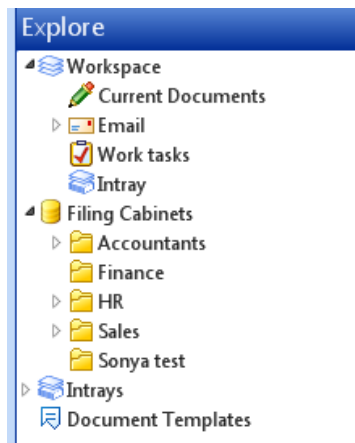 Explore
Workspace
Current Documents
Email
Work tasks
Intray
Filing Cabinets
Accountants
Finance
HR
Sales
Sonya test
Intrays
Document Templates